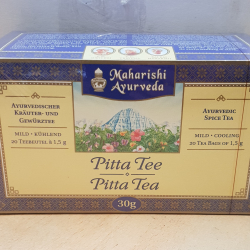 Maharishi
Ayurveda
AYURVEDISCHER
KRÄUTER- UND
GEWÜRZTEE
MILD • KÜHLEND
20 TEEBEUTEL À 1,5 g
AYURVEDIC
SPICE TEA
MILD • COOLING
20 TEA BAGS OF 1,5 g
Pitta Tee
Pitta Tea
30g